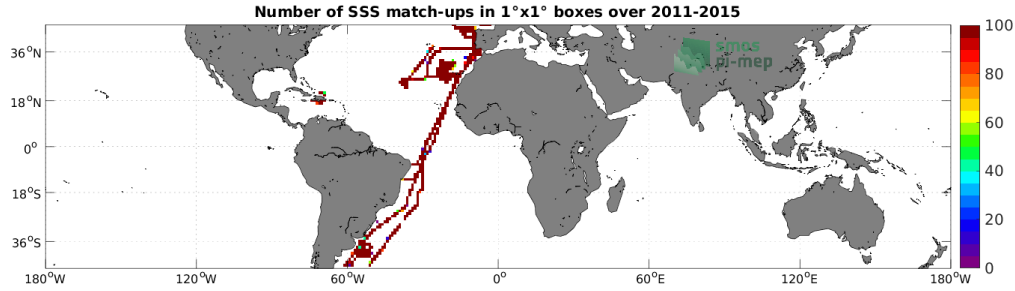 Number of SSS match-ups in 1°x1° boxes over 2011-2015
smos
pi-mep
36°N
18°N
0°
18°S
36°S
180°W
120°W
60°W
0°
60°E
120°E
180°W
100
80
60
40
20
0